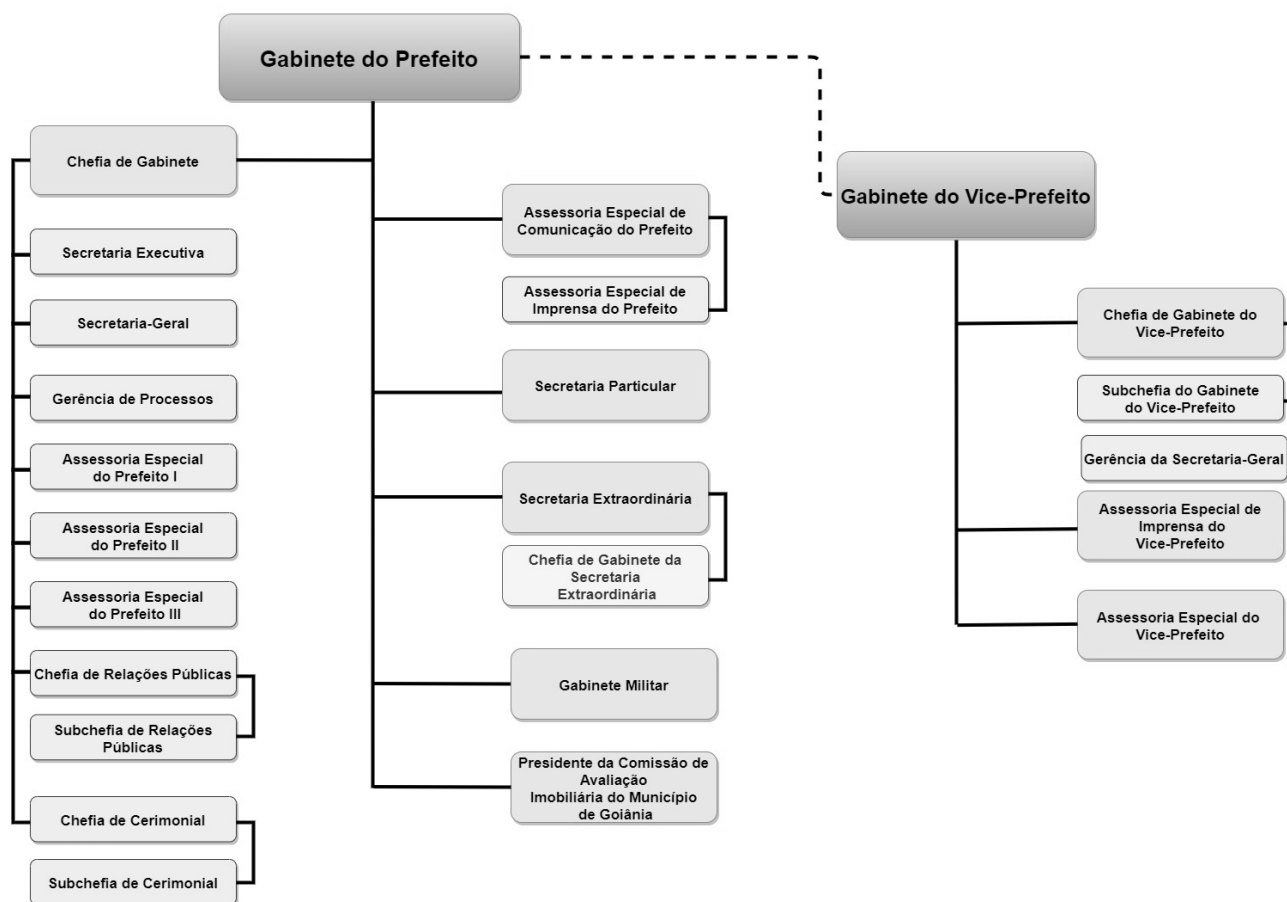 Gabinete do Prefeito
Chefia de Gabinete
Secretaria Executiva
Secretaria-Geral
Gerência de Processos
Assessoria Especial
do Prefeito I
Assessoria Especial
do Prefeito II
Assessoria Especial
do Prefeito III
Chefia de Relações Públicas
Subchefia de Relações
Públicas
Chefia de Cerimonial
Subchefia de Cerimonial
Assessoria Especial de
Comunicação do Prefeito
Assessoria Especial de
Imprensa do Prefeito
Secretaria Particular
Secretaria Extraordinária
Chefia de Gabinete da
Secretaria
Extraordinária
Gabinete Militar
Presidente da Comissão de
Avaliação
Imobiliária do Município
de Goiânia
Gabinete do Vice-Prefeito
Chefia de Gabinete do
Vice-Prefeito
Subchefia do Gabinete
do Vice-Prefeito
Gerência da Secretaria-Geral
Assessoria Especial de
Imprensa do
Vice-Prefeito
Assessoria Especial do
Vice-Prefeito